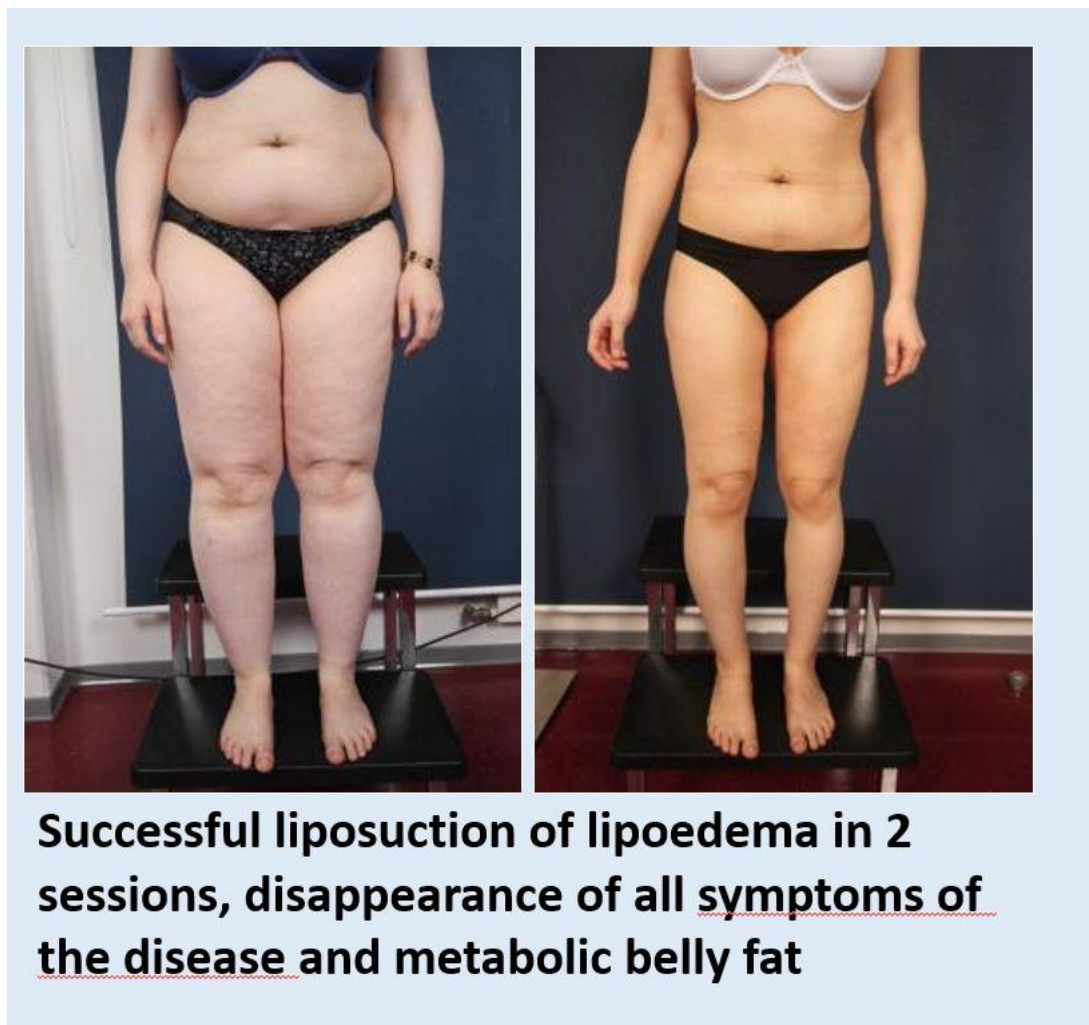 Successful liposuction of lipoedema in 2
sessions, disappearance of all symptoms of
the disease and metabolic belly fat